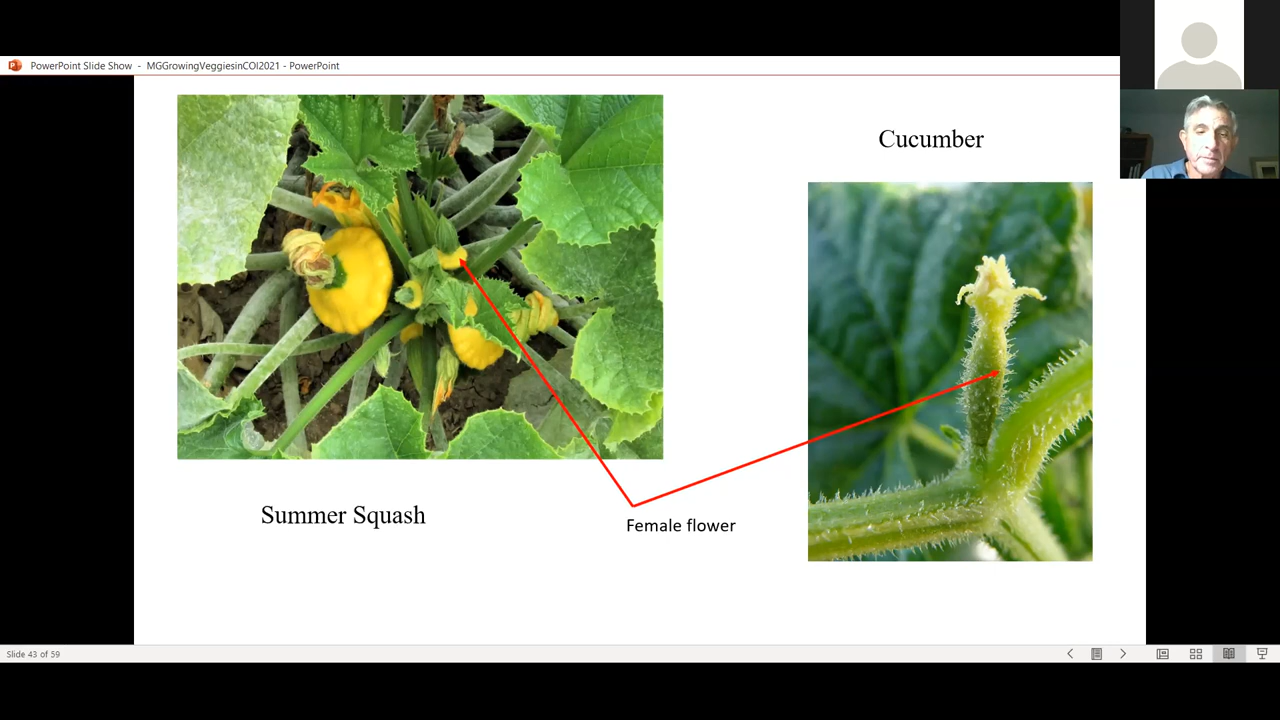 PowerPoint Slide Show - MGGrowingVeggiesinCOI2021 - PowerPoint
Cucumber
Summer Squash
Female flower
Slide 43 of 59